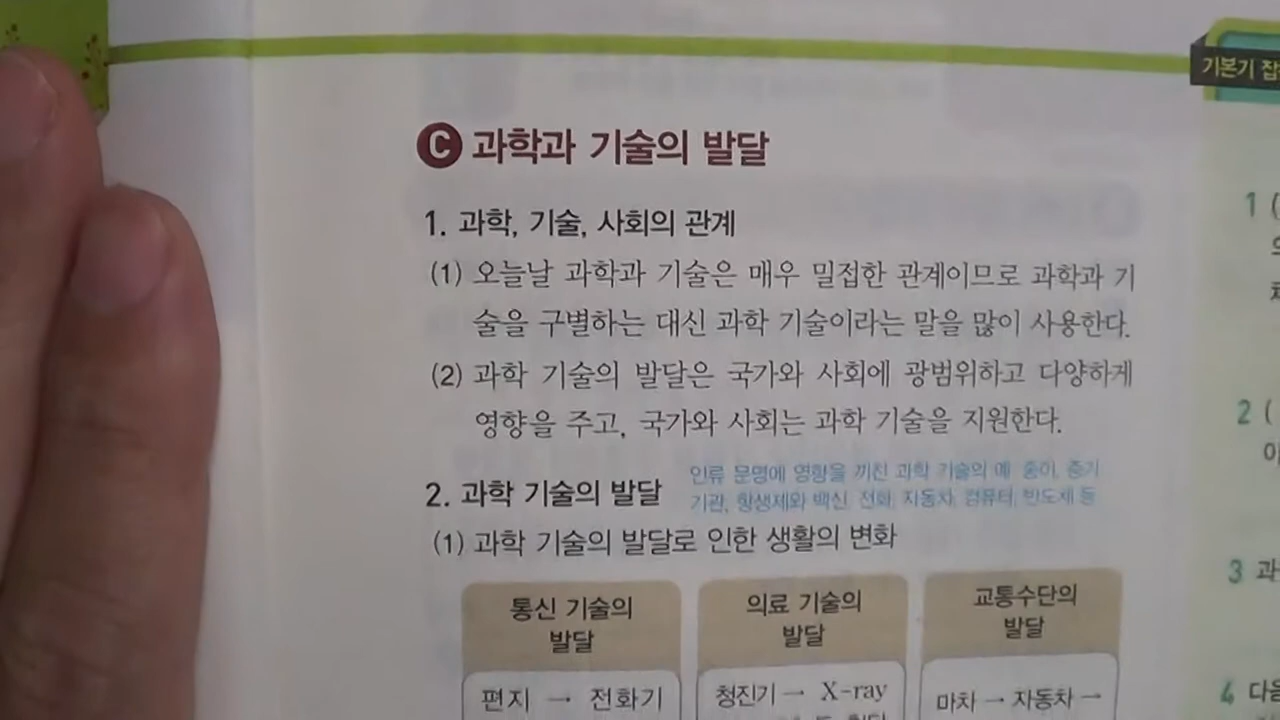 기본기
C 과학과 기술의 발달
1. 과학, 기술, 사회의 관계
(1) 오늘날 과학과 기술은 매우 밀접한 관계이므로 과학과 기
술을 구별하는 대신 과학 기술이라는 말을 많이 사용한다.
(2) 과학 기술의 발달은 국가와 사회에 광범위하고 다양하게
영향을 주고, 국가와 사회는 과학 기술을 지원한다.
인류 문명에 영향을 끼친 과학 기술의 예 종이, 증기
기관, 항생제와 백신, 전화, 자동차, 컴퓨터, 반도체 등
2. 과학 기술의 발달
(1) 과학 기술의 발달로 인한 생활의 변화
통신 기술의
발달
편지 → 전화기
의료 기술의
발달
청진기 → X-ray
교통수단의
발달
마차 → 자동차 →
1 (
2 (
3 과
4 다음